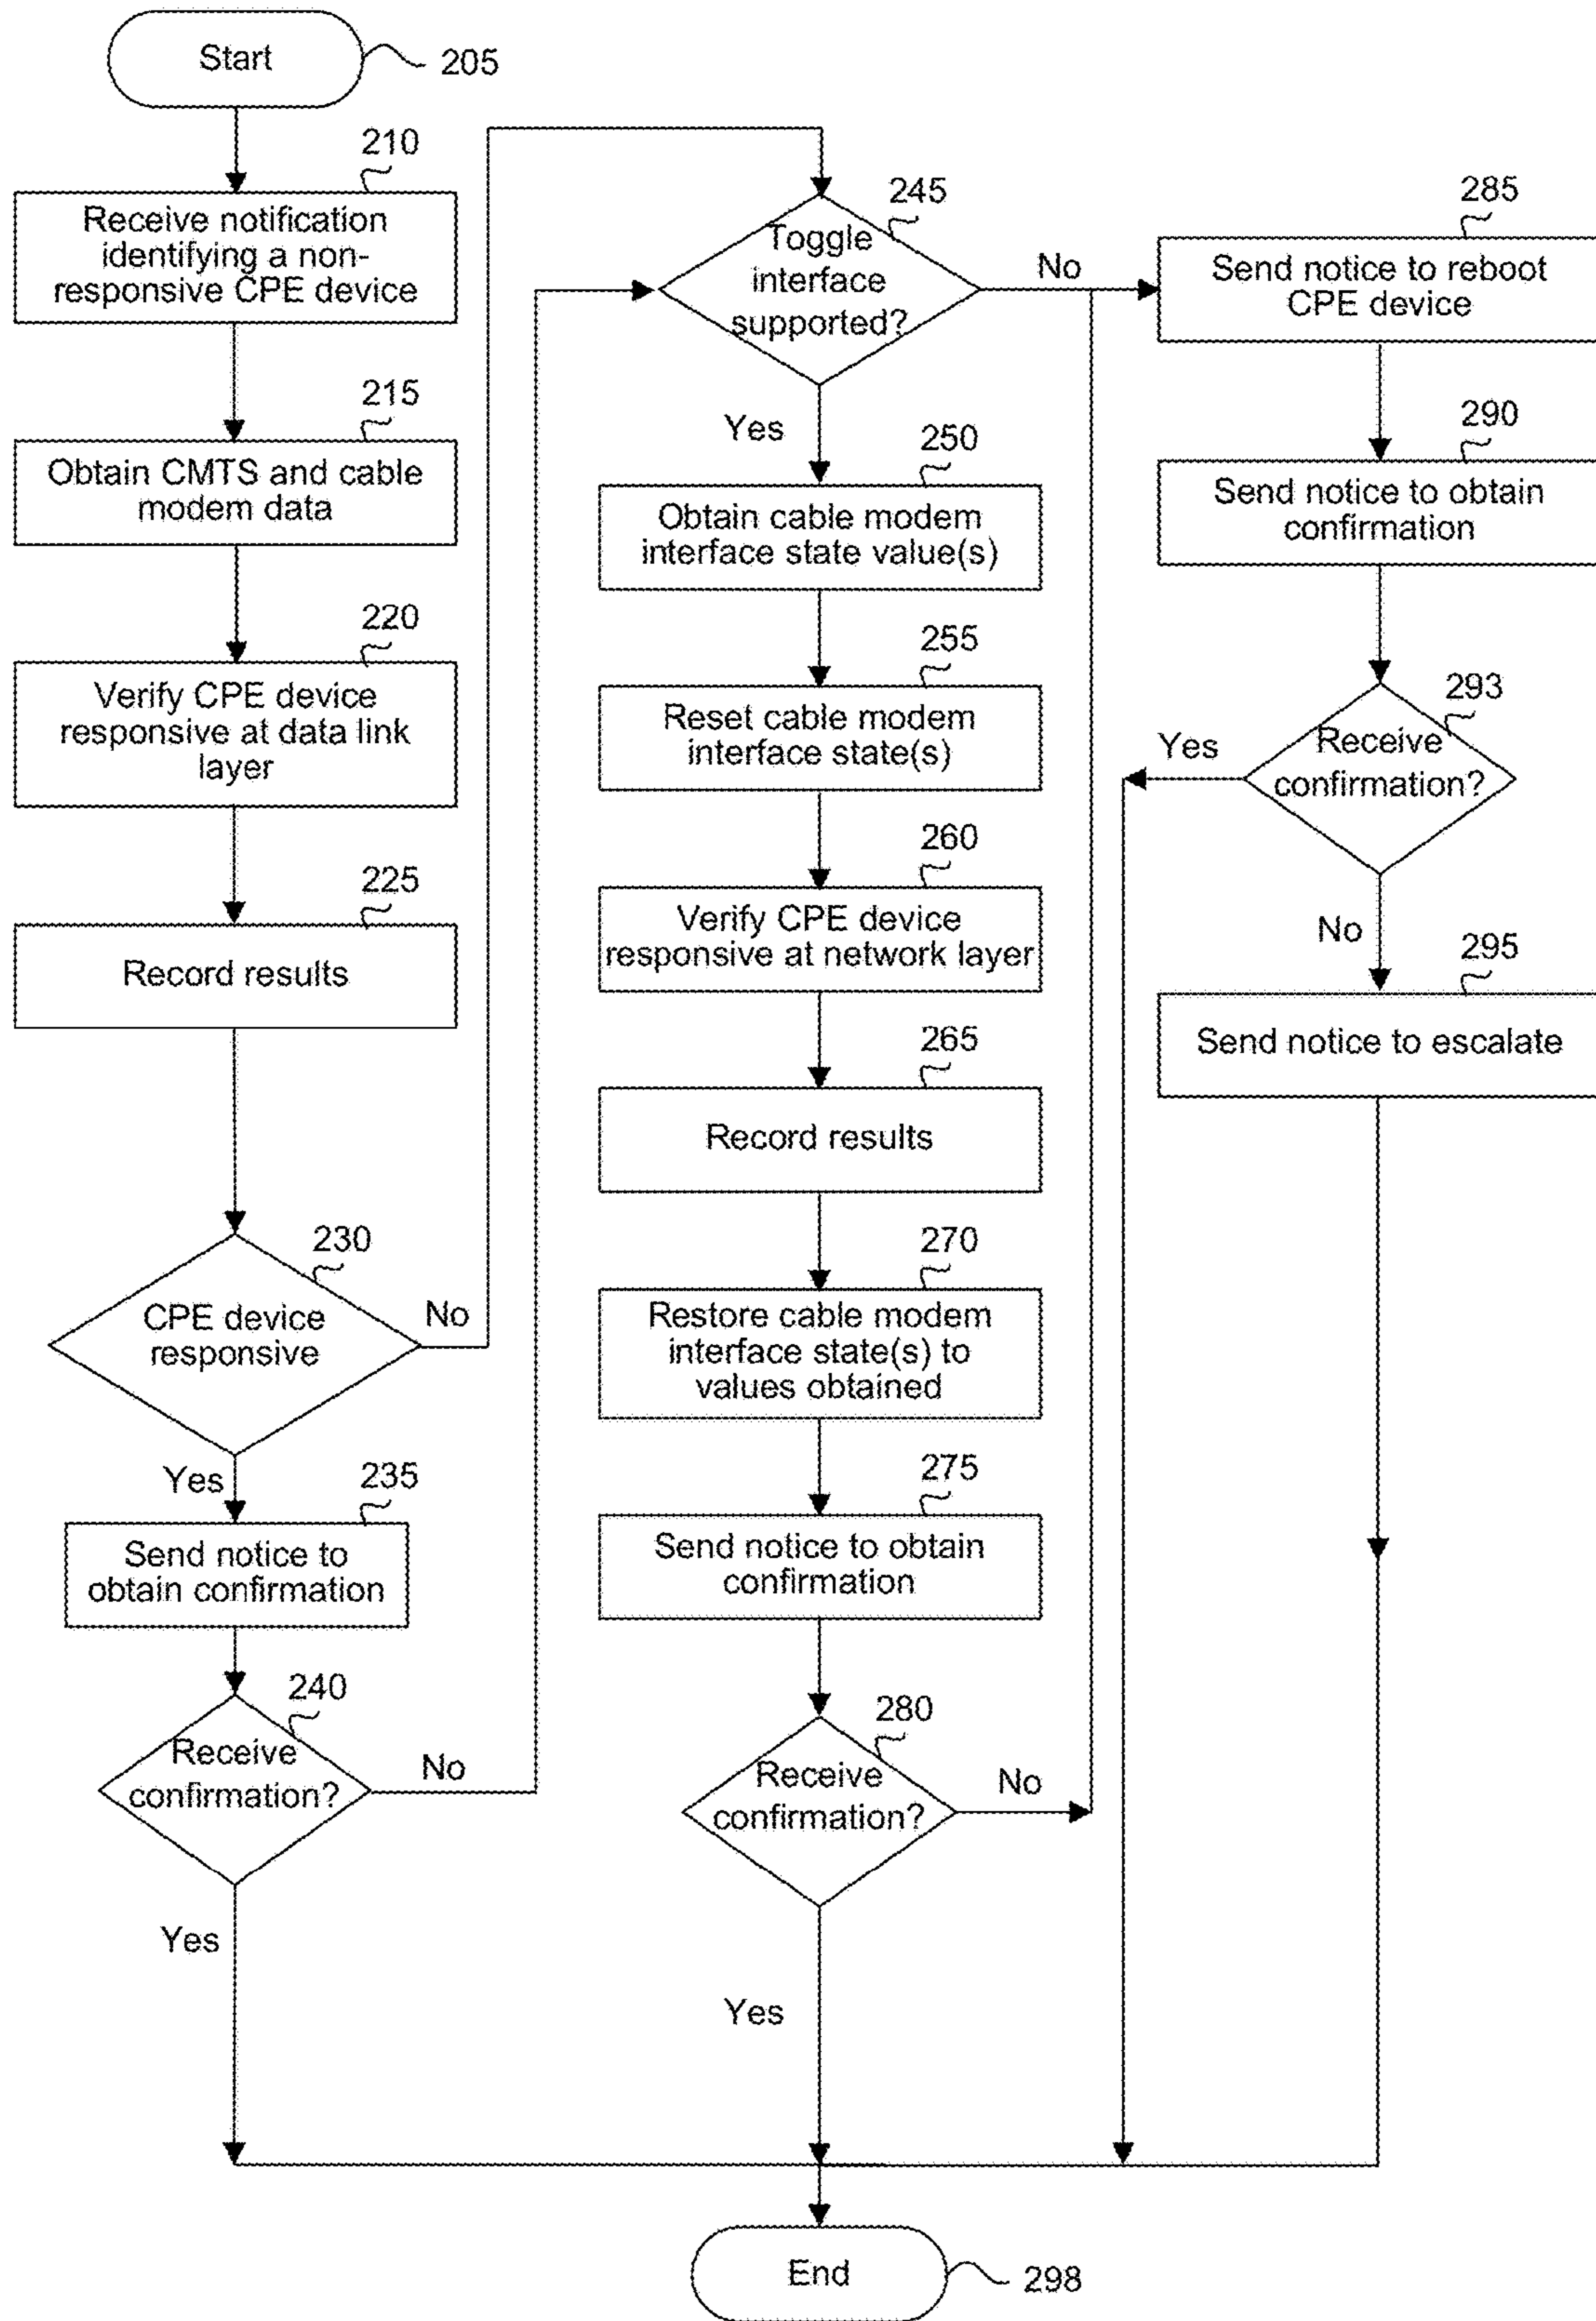 Start
205
210
Receive notification
identifying a non-
responsive CPE device
215
Obtain CMTS and cable
modem data
220
Verify CPE device
responsive at data link
layer
225
Record results
230
CPE device
responsive
No
Yes
235
Send notice to
obtain confirmation
240
Receive
confirmation?
No
Yes
245
Toggle
interface
supported?
No
Yes
250
Obtain cable modem
interface state value(s)
255
Reset cable modem
interface state(s)
260
Verify CPE device
responsive at network layer
265
Record results
270
Restore cable modem
interface state(s) to
values obtained
275
Send notice to obtain
confirmation
280
Receive
confirmation?
No
Yes
285
Send notice to reboot
CPE device
290
Send notice to obtain
confirmation
293
Receive
confirmation?
Yes
No
295
Send notice to escalate
End
298